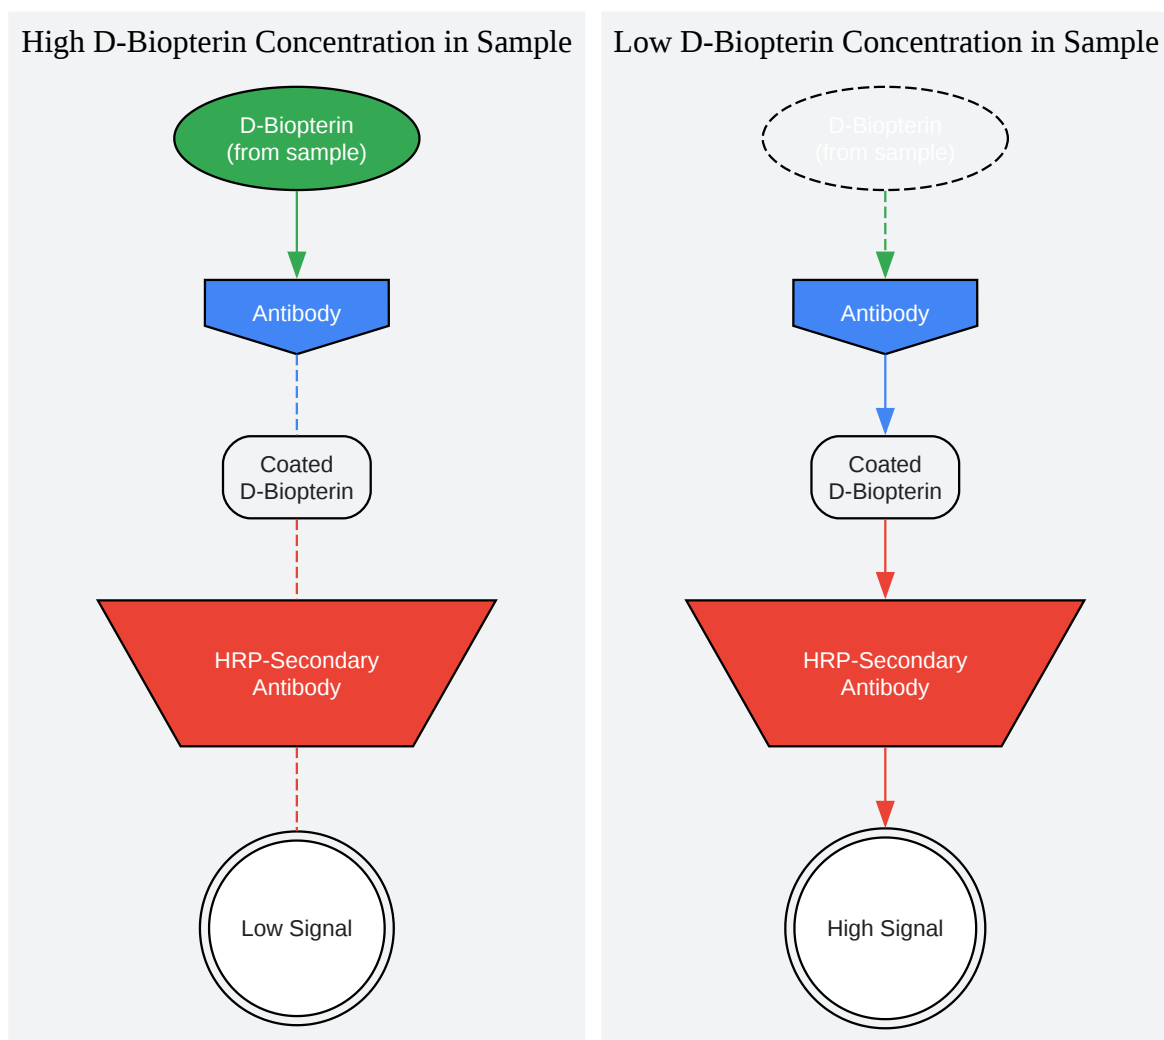 High D-Biopterin Concentration in Sample
D-Biopterin
(from sample)
Antibody
Coated
D-Biopterin
HRP-Secondary
Antibody
Low Signal
Low D-Biopterin Concentration in Sample
D-Biopterin
(from sample)
Antibody
Coated
D-Biopterin
HRP-Secondary
Antibody
High Signal